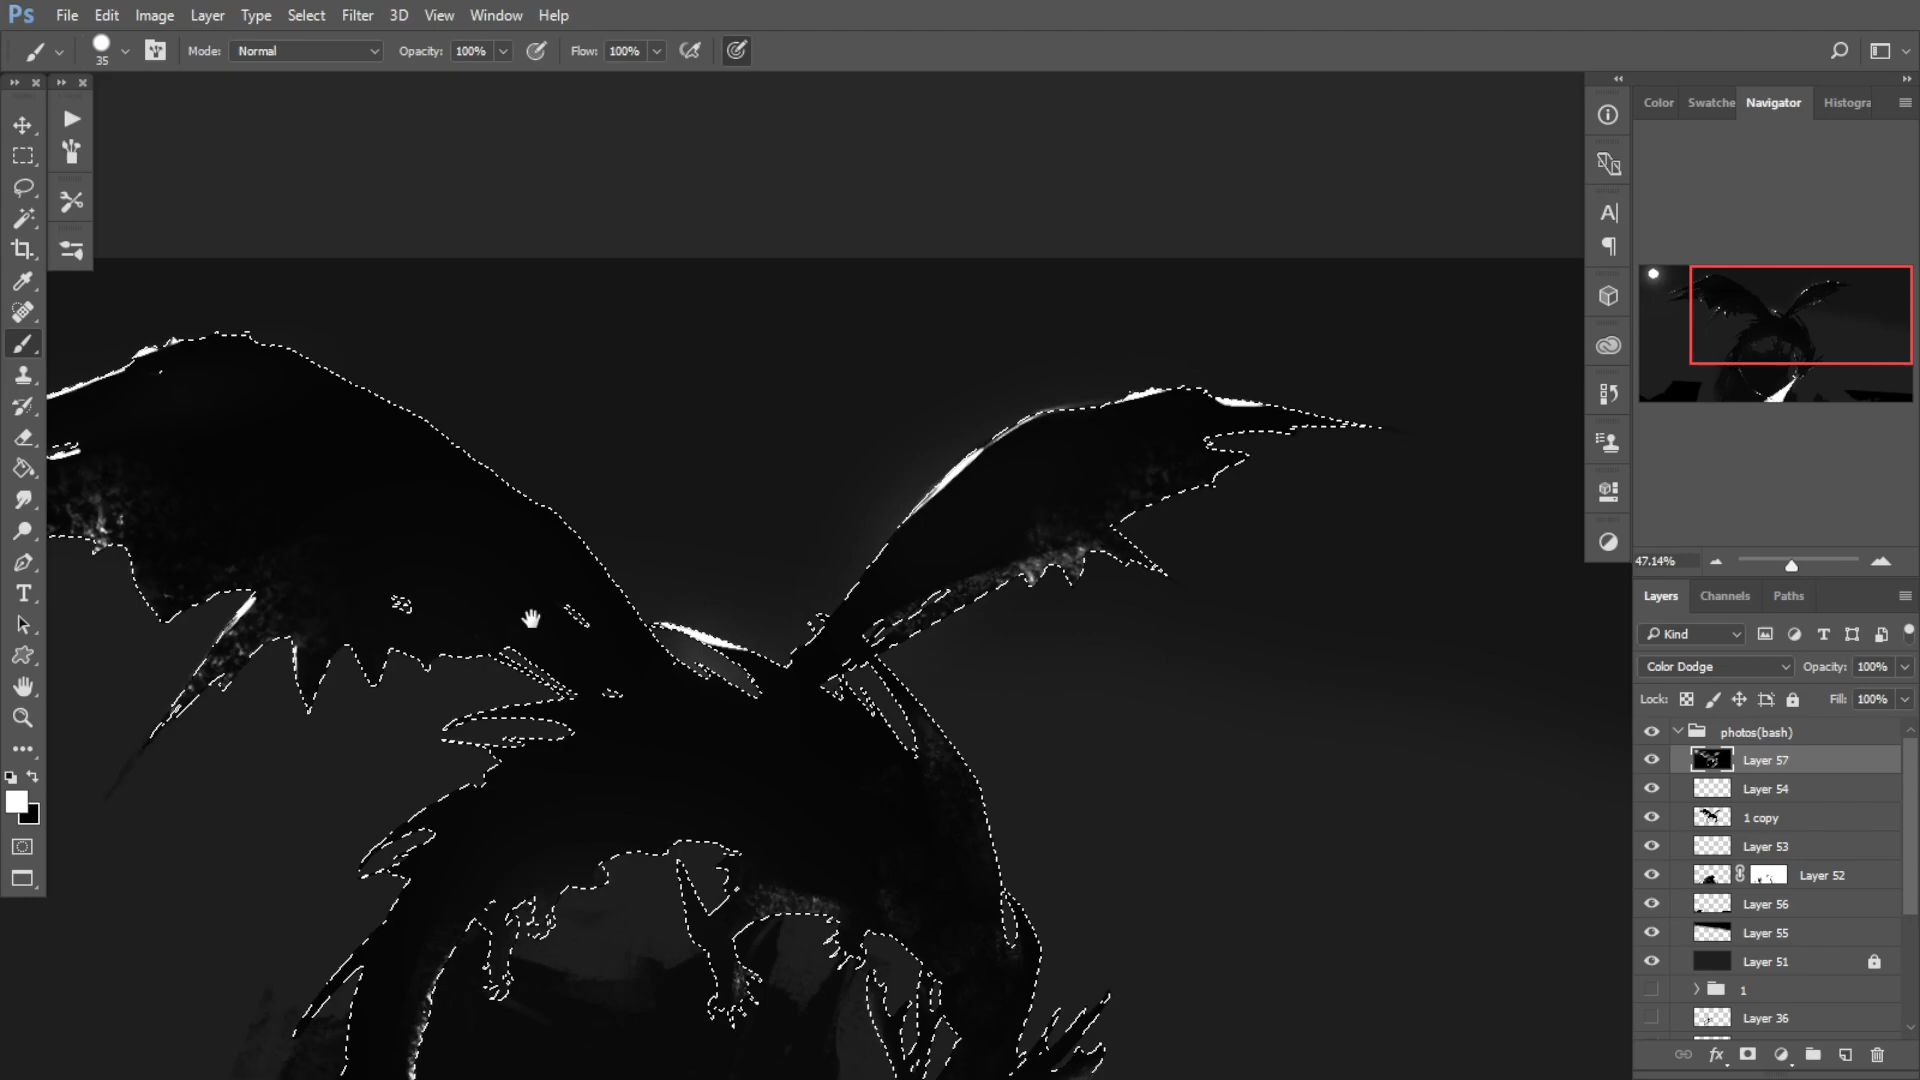 Ps File Edit Image Layer Type Select Filter 3D View Window Help
35 Mode: Normal Opacity: 100% Flow: 100%
Color Swatche Navigator Histogra
47.14%
Layers Channels Paths
Kind
Color Dodge Opacity: 100%
Lock: Fill: 100%
photos(bash)
Layer 57
Layer 54
1 copy
Layer 53
Layer 52
Layer 56
Layer 55
Layer 51
1
Layer 36
fx